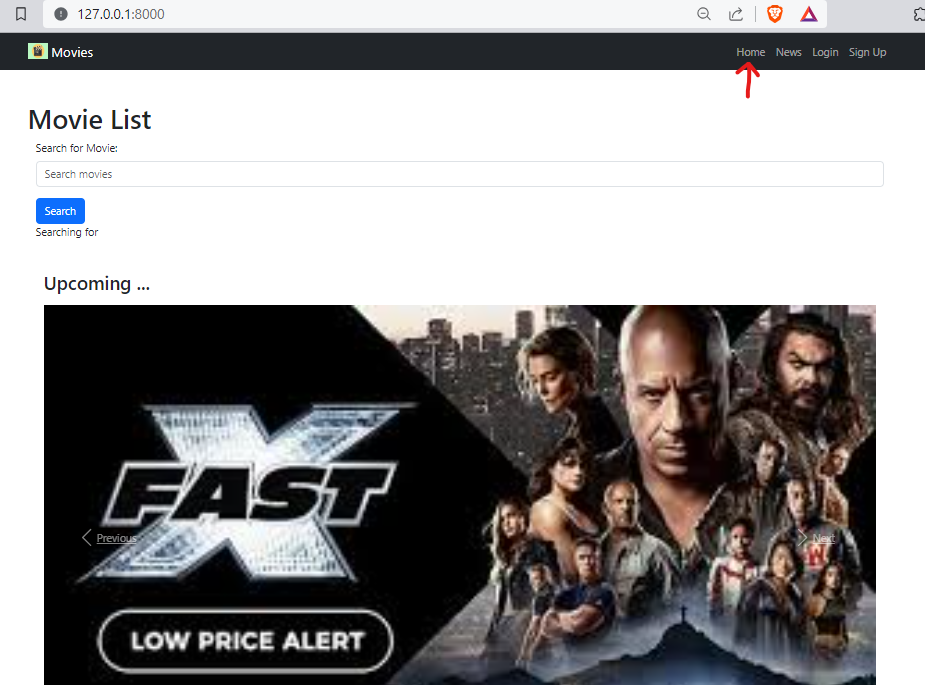 127.0.0.1:8000
Movies
Home News Login Sign Up
Movie List
Search for Movie:
Search movies
Search
Searching for
Upcoming ...
FAST X
Previous
Next
LOW PRICE ALERT